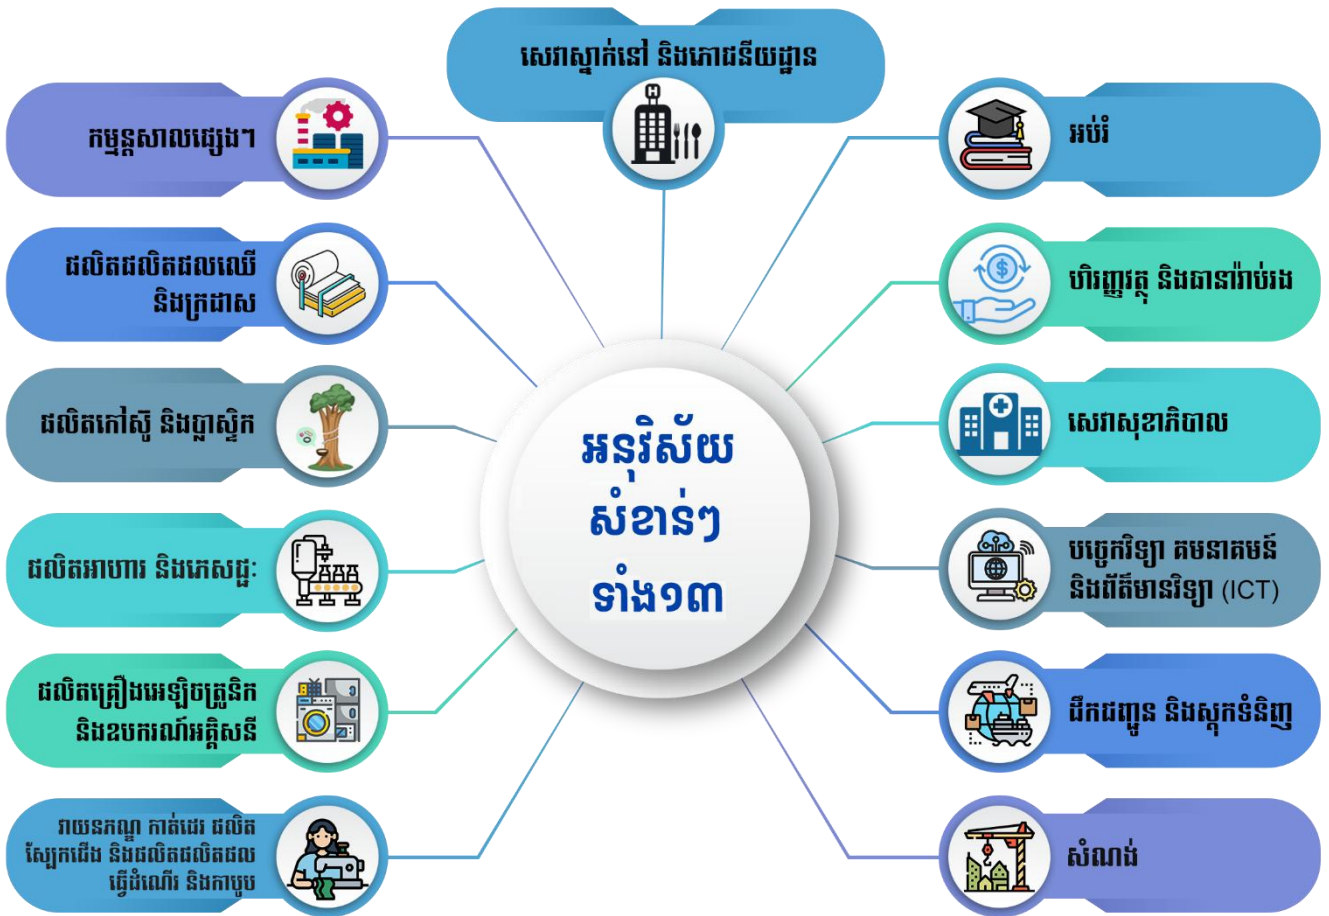 សេវាស្នាក់នៅ និងភោជនីយដ្ឋាន
កម្មន្តសាលផ្សេងៗ
ផលិតផលិតផលឈើ
និងក្រដាស
ផលិតកៅស៊ូ និងប្លាស្ទិក
ផលិតអាហារ និងភេសជ្ជៈ
ផលិតគ្រឿងអេឡិចត្រូនិក
និងឧបករណ៍អគ្គិសនី
វាយនភណ្ឌ កាត់ដេរ ផលិត
ស្បែកជើង និងផលិតផលិតផល
ធ្វើដំណើរ និងកាបូប
អនុវិស័យ
សំខាន់ៗ
ទាំង១៣
អប់រំ
ហិរញ្ញវត្ថុ និងធានារ៉ាប់រង
សេវាសុខាភិបាល
បច្ចេកវិទ្យា គមនាគមន៍
និងព័ត៌មានវិទ្យា (ICT)
ដឹកជញ្ជូន និងស្តុកទំនិញ
សំណង់